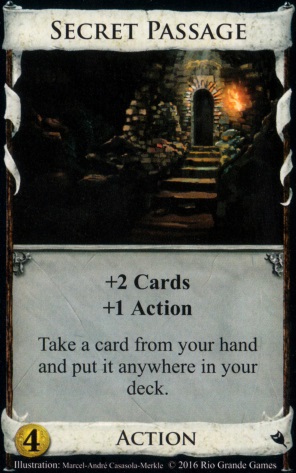 SECRET PASSAGE
+2 Cards
+1 Action
Take a card from your hand
and put it anywhere in your
deck.
4
ACTION
Illustration: Marcel-André Casasola-Merkle © 2016 Rio Grande Games